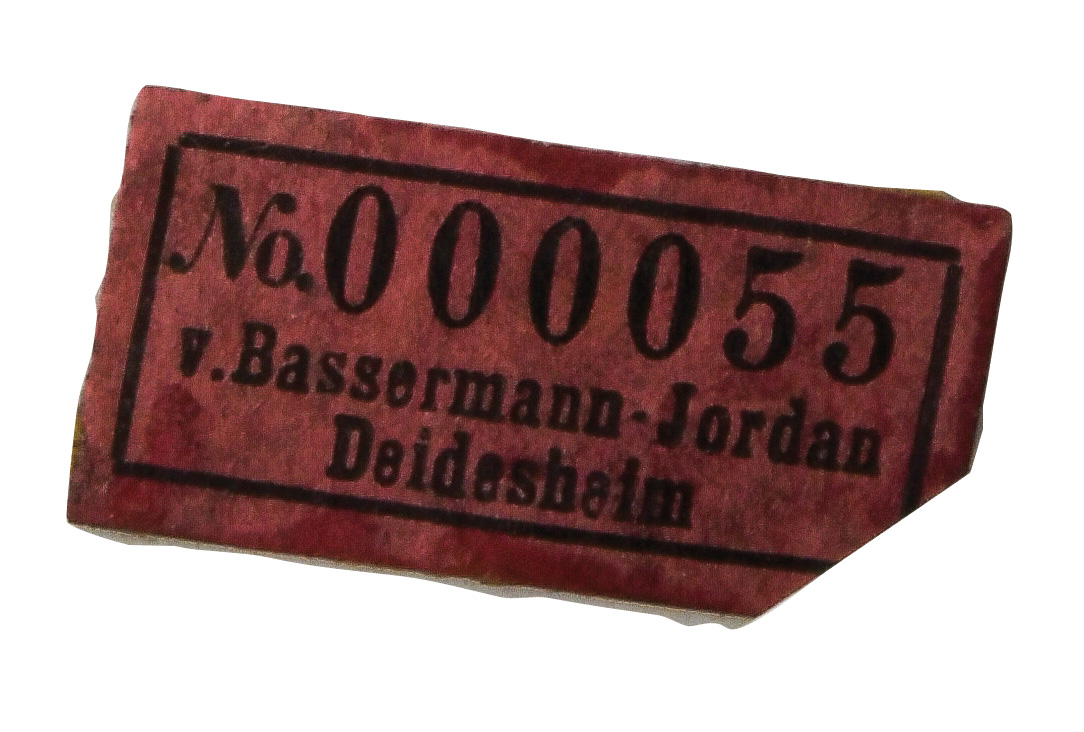 No. 000055
v. Bassermann-Jordan
Deidesheim